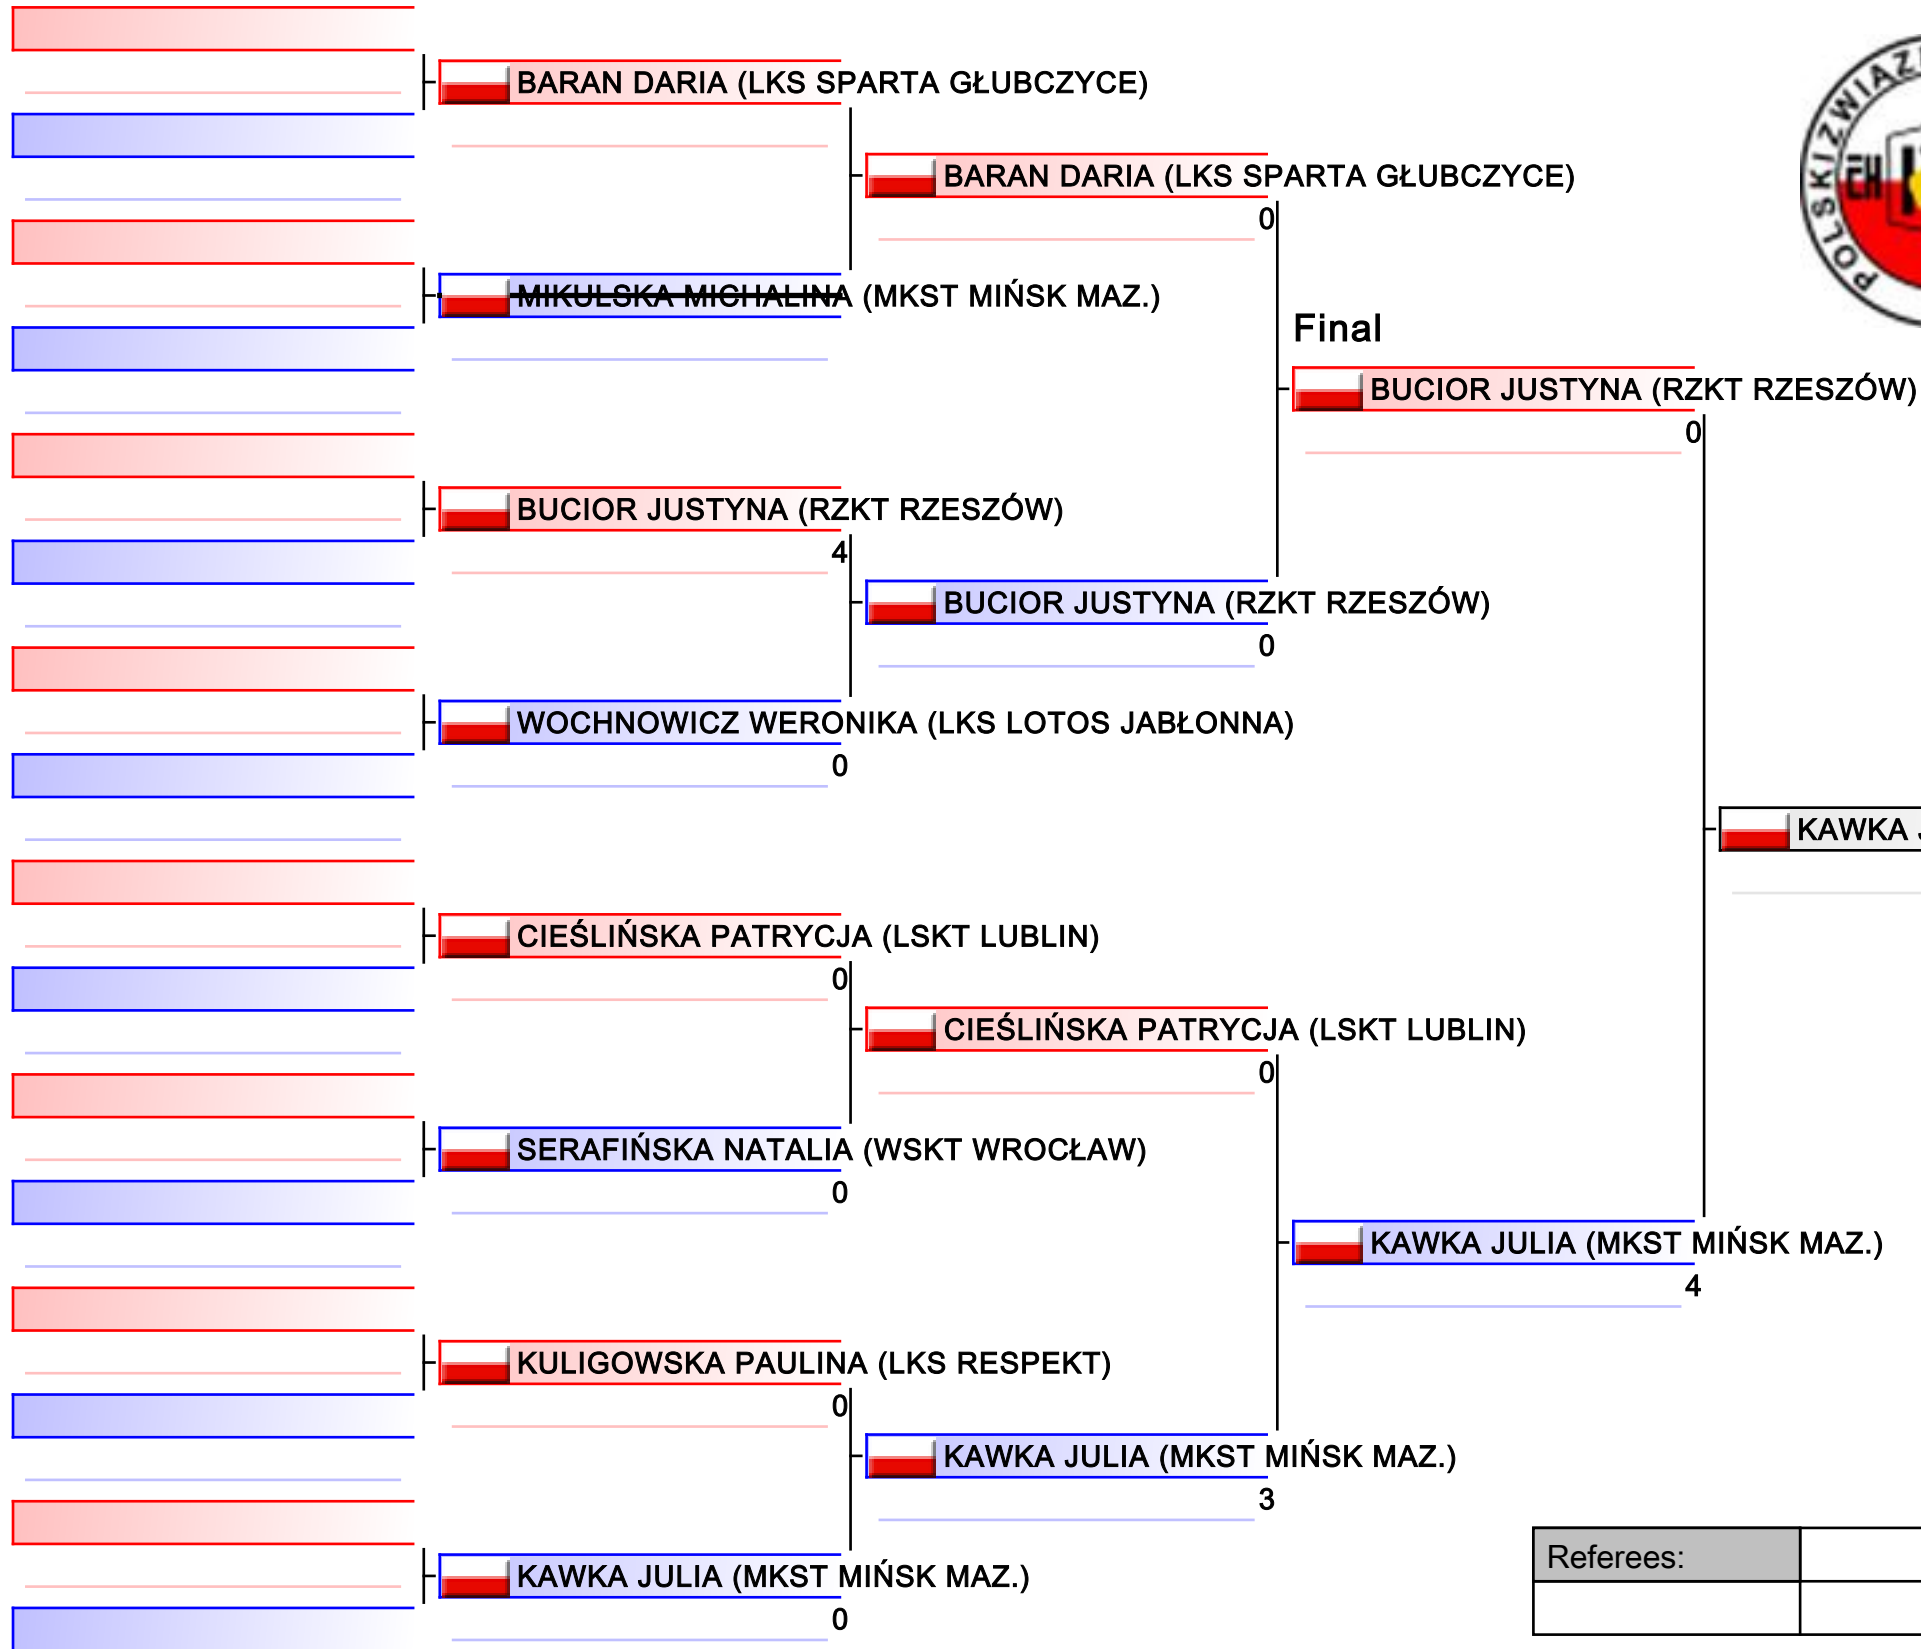 BARAN DARIA (LKS SPARTA GŁUBCZYCE)
BARAN DARIA (LKS SPARTA GŁUBCZYCE)
0
MIKULSKA MICHALINA (MKST MIŃSK MAZ.)
Final
BUCIOR JUSTYNA (RZKT RZESZÓW)
0
BUCIOR JUSTYNA (RZKT RZESZÓW)
4
BUCIOR JUSTYNA (RZKT RZESZÓW)
0
WOCHNOWICZ WERONIKA (LKS LOTOS JABŁONNA)
0
KAWKA
CIEŚLIŃSKA PATRYCJA (LSKT LUBLIN)
0
CIEŚLIŃSKA PATRYCJA (LSKT LUBLIN)
0
SERAFIŃSKA NATALIA (WSKT WROCŁAW)
0
KAWKA JULIA (MKST MIŃSK MAZ.)
4
KULIGOWSKA PAULINA (LKS RESPEKT)
0
KAWKA JULIA (MKST MIŃSK MAZ.)
3
KAWKA JULIA (MKST MIŃSK MAZ.)
0
Referees:
POLSKI ZWIĄZ